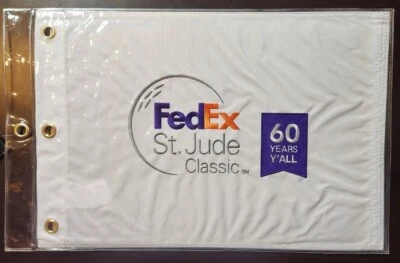 FedEx
St. Jude
Classic SM
60
YEARS
Y'ALL